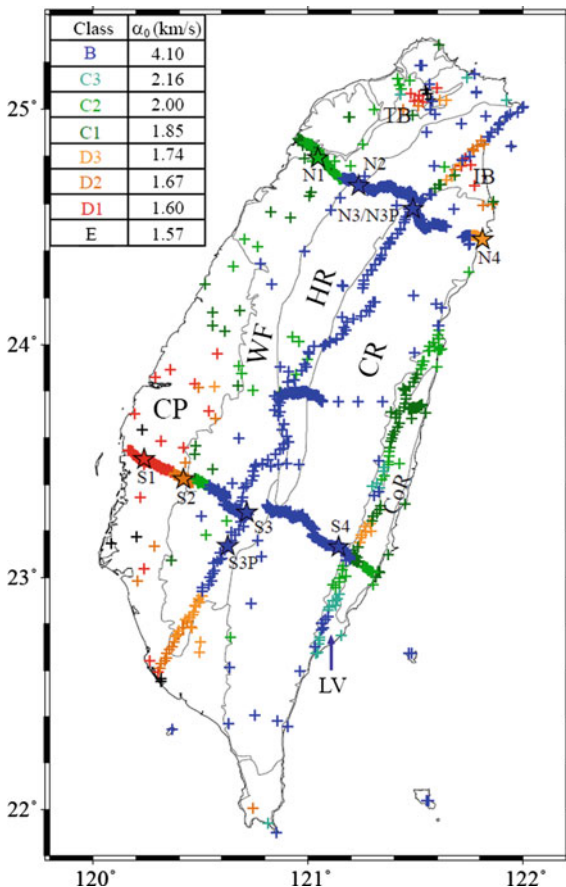 Class α₀ (km/s)
B 4.10
C3 2.16
C2 2.00
C1 1.85
D3 1.74
D2 1.67
D1 1.60
E 1.57
25°
24°
23°
22°
120° 121° 122°
TB
N1
N2
IB
N3/N3P
N4
HR
WF
CR
CP
S1
S2
CoR
S3
S4
S3P
LV